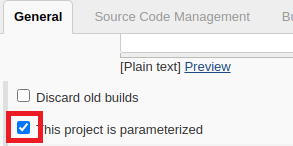 General Source Code Management
[Plain text] Preview
Discard old builds
This project is parameterized